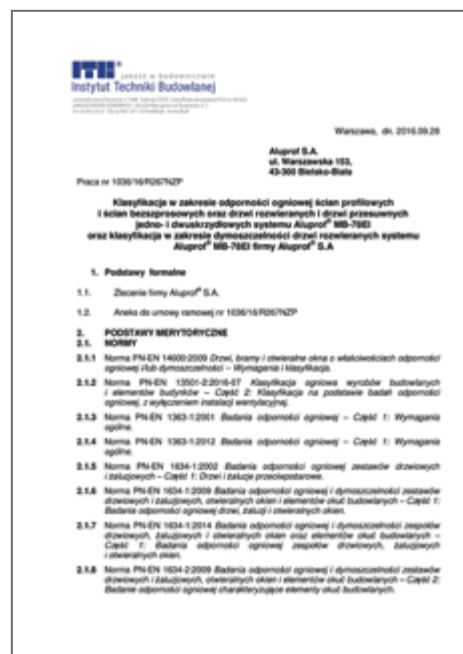 ITB jakość w budownictwie
Instytut Techniki Budowlanej
Warszawa, dn. 2016.09.28
Aluprof S.A.
ul. Warszawska 153,
43-300 Bielsko-Biała
Praca nr 1036/16/R267NZP
Klasyfikacja w zakresie odporności ogniowej ścian profilowych
i ścian bezszprosowych oraz drzwi rozwieranych i drzwi przesuwnych
jedno- i dwuskrzydłowych systemu Aluprof® MB-78EI
oraz klasyfikacja w zakresie dymoszczelności drzwi rozwieranych systemu
Aluprof® MB-78EI firmy Aluprof® S.A
1. Podstawy formalne
1.1. Zlecenie firmy Aluprof® S.A.
1.2. Aneks do umowy ramowej nr 1036/16/R267NZP
2. PODSTAWY MERYTORYCZNE
2.1. NORMY
2.1.1 Norma PN-EN 14600:2009 Drzwi, bramy i otwieralne okna o właściwościach odporności
ogniowej i/lub dymoszczelności – Wymagania i klasyfikacja.
2.1.2 Norma PN-EN 13501-2:2016-07 Klasyfikacja ogniowa wyrobów budowlanych
i elementów budynków – Część 2: Klasyfikacja na podstawie badań odporności
ogniowej, z wyłączeniem instalacji wentylacyjnej.
2.1.3 Norma PN-EN 1363-1:2001 Badania odporności ogniowej – Część 1: Wymagania
ogólne.
2.1.4 Norma PN-EN 1363-1:2012 Badania odporności ogniowej – Część 1: Wymagania
ogólne.
2.1.5 Norma PN-EN 1634-1:2002 Badania odporności ogniowej zestawów drzwiowych
i żaluzjowych – Część 1: Drzwi i żaluzje przeciwpożarowe.
2.1.6 Norma PN-EN 1634-1:2009 Badania odporności ogniowej i dymoszczelności zestawów
drzwiowych i żaluzjowych, otwieralnych okien i elementów okuć budowlanych – Część 1:
Badania odporności ogniowej drzwi, żaluzji i otwieralnych okien.
2.1.7 Norma PN-EN 1634-1:2014 Badania odporności ogniowej i dymoszczelności zespołów
drzwiowych, żaluzjowych i otwieralnych okien oraz elementów okuć budowlanych –
Część 1: Badania odporności ogniowej zespołów drzwiowych, żaluzjowych
i otwieralnych okien.
2.1.8 Norma PN-EN 1634-2:2009 Badania odporności ogniowej i dymoszczelności zestawów
drzwiowych i żaluzjowych, otwieralnych okien i elementów okuć budowlanych – Część 2:
Badanie odporności ogniowej charakteryzujące elementy okuć budowlanych.